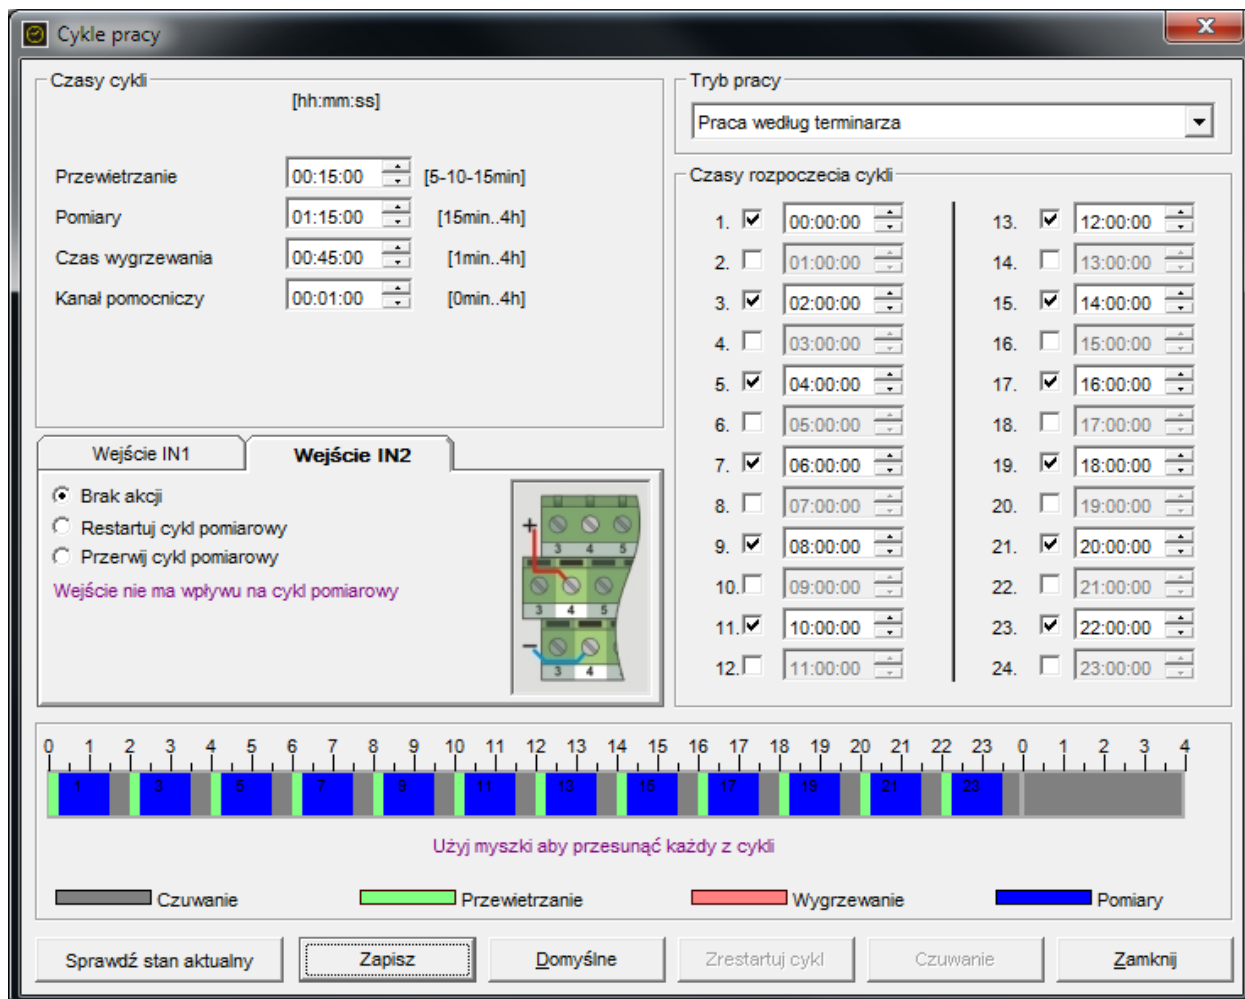 Cykle pracy
Czasy cykli
[hh:mm:ss]
Przewietrzanie 00:15:00 [5-10-15min]
Pomiary 01:15:00 [15min..4h]
Czas wygrzewania 00:45:00 [1min..4h]
Kanał pomocniczy 00:01:00 [0min..4h]
Tryb pracy
Praca według terminarza
Czasy rozpoczecia cykli
1. 00:00:00
2. 01:00:00
3. 02:00:00
4. 03:00:00
5. 04:00:00
6. 05:00:00
7. 06:00:00
8. 07:00:00
9. 08:00:00
10. 09:00:00
11. 10:00:00
12. 11:00:00
13. 12:00:00
14. 13:00:00
15. 14:00:00
16. 15:00:00
17. 16:00:00
18. 17:00:00
19. 18:00:00
20. 19:00:00
21. 20:00:00
22. 21:00:00
23. 22:00:00
24. 23:00:00
Wejście IN1 Wejście IN2
Brak akcji
Restartuj cykl pomiarowy
Przerwij cykl pomiarowy
Wejście nie ma wpływu na cykl pomiarowy
+
3 4 5
3 4 5
−
3 4
0 1 2 3 4 5 6 7 8 9 10 11 12 13 14 15 16 17 18 19 20 21 22 23 0 1 2 3 4
1 3 5 7 9 11 13 15 17 19 21 23
Użyj myszki aby przesunąć każdy z cykli
Czuwanie Przewietrzanie Wygrzewanie Pomiary
Sprawdź stan aktualny Zapisz Domyślne Zrestartuj cykl Czuwanie Zamknij